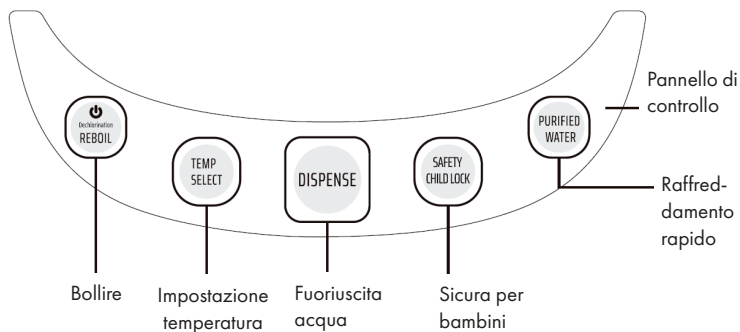 Dechlorination
REBOIL
TEMP
SELECT
DISPENSE
SAFETY
CHILD LOCK
PURIFIED
WATER
Pannello di
controllo
Raffred-
damento
rapido
Bollire
Impostazione
temperatura
Fuoriuscita
acqua
Sicura per
bambini